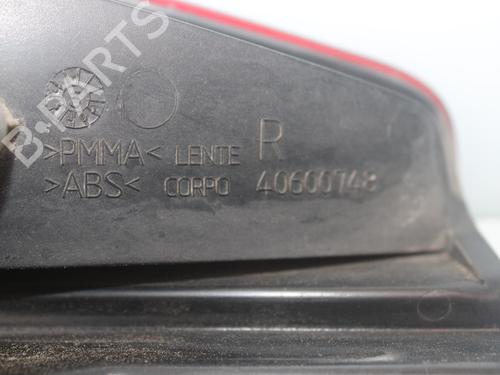 B-PARTS
>PMMA< LENTE R
>ABS< CORPO 40600748